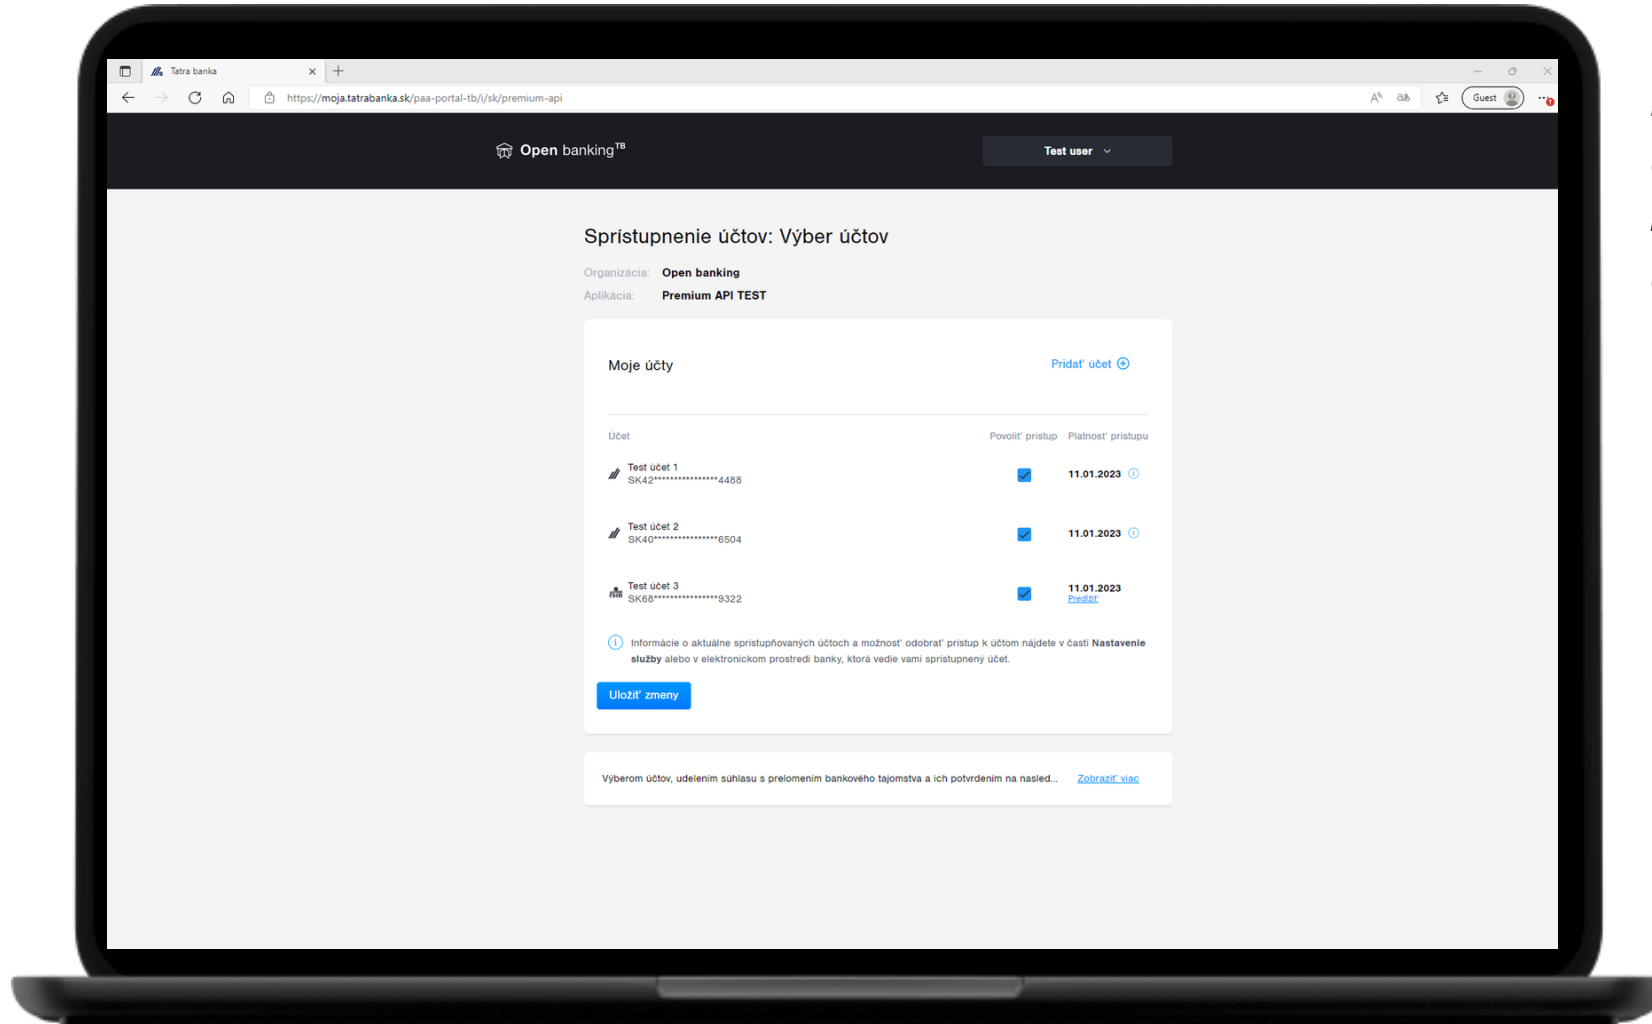 Tatra banka
https://moja.tatrabanka.sk/paa-portal-tb/i/sk/premium-api
Guest
Open bankingTB
Test user
Sprístupnenie účtov: Výber účtov
Organizácia: Open banking
Aplikácia: Premium API TEST
Moje účty
Pridať účet
Účet Povoliť prístup Platnosť prístupu
Test účet 1
SK42****************4488
11.01.2023
Test účet 2
SK40****************6504
11.01.2023
Test účet 3
SK68****************9322
11.01.2023
Predĺžiť
Informácie o aktuálne sprístupňovaných účtoch a možnosť odobrať prístup k účtom nájdete v časti Nastavenie
služby alebo v elektronickom prostredí banky, ktorá vedie vami sprístupnený účet.
Uložiť zmeny
Výberom účtov, udelením súhlasu s prelomením bankového tajomstva a ich potvrdením na nasled... Zobraziť viac